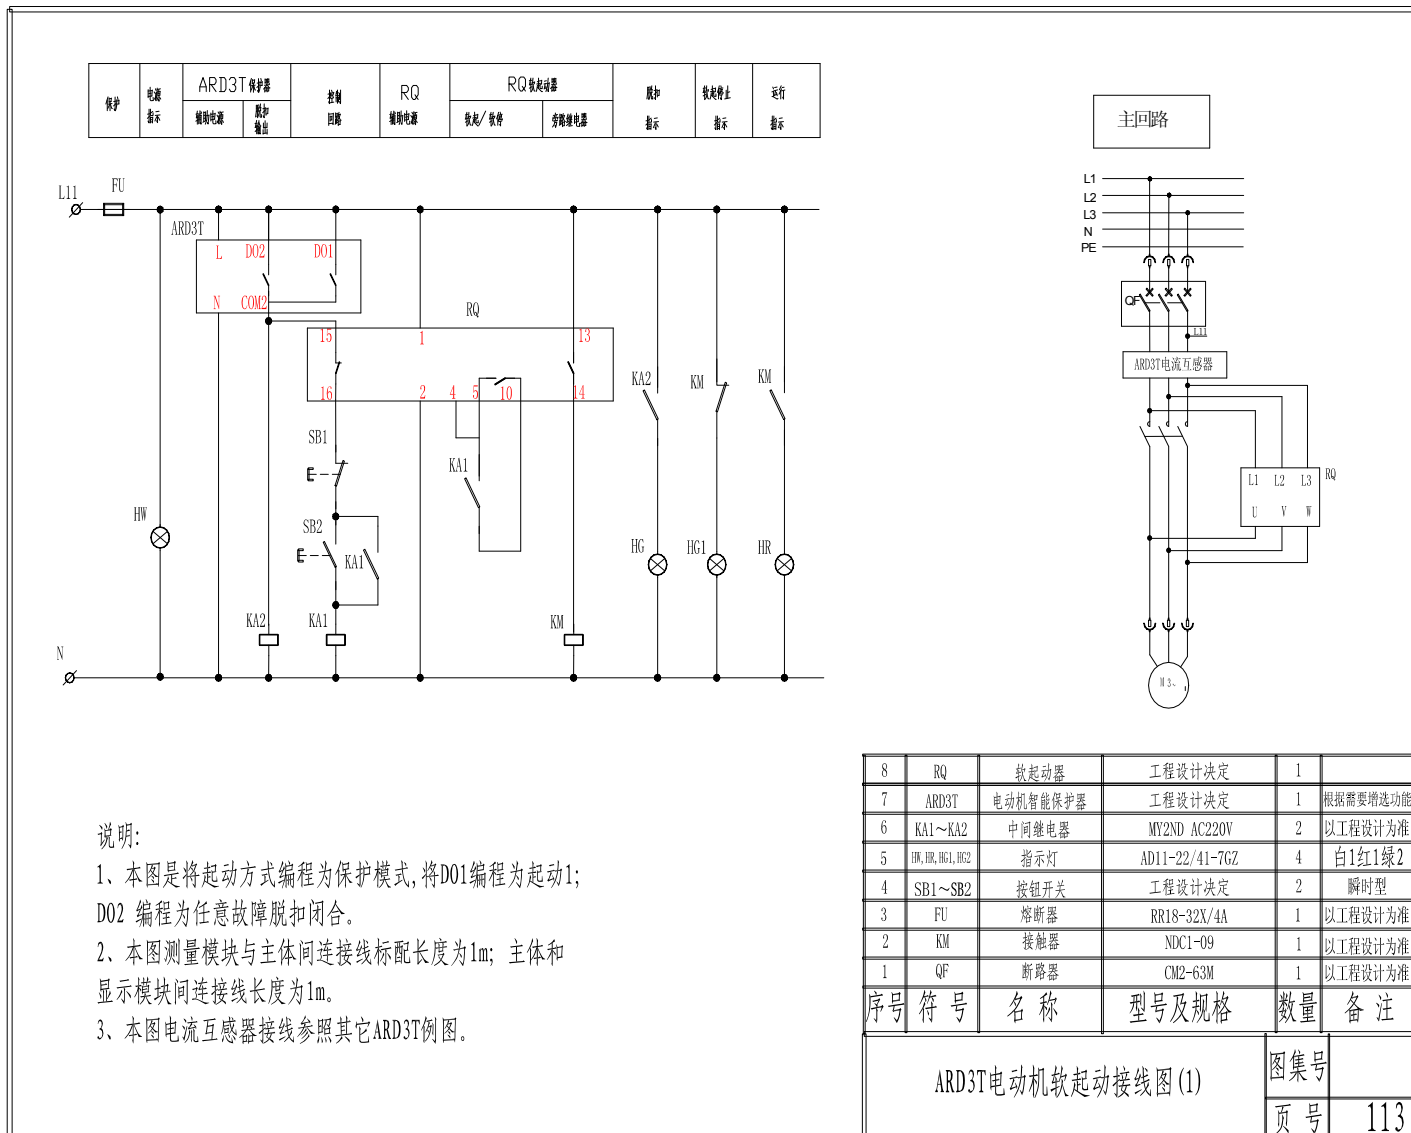 保护
电源
指示
ARD3T 保护器
辅助电源
脱扣
输出
控制
回路
RQ
辅助电源
RQ 软起动器
软起/软停
旁路继电器
脱扣
指示
软起停止
指示
运行
指示
主回路
L11
FU
ARD3T
L
DO2
DO1
N
COM2
RQ
15
1
13
16
2
4
5
10
14
SB1
KA1
KA2
KM
KM
HW
SB2
KA1
HG
HG1
HR
KA2
KA1
KM
N
L1
L2
L3
N
PE
QF
L11
ARD3T电流互感器
RQ
L1 L2 L3
U V W
M 3~
说明:
1、本图是将起动方式编程为保护模式,将DO1编程为起动1;
DO2 编程为任意故障脱扣闭合。
2、本图测量模块与主体间连接线标配长度为1m; 主体和
显示模块间连接线长度为1m。
3、本图电流互感器接线参照其它ARD3T例图。
8 RQ 软起动器 工程设计决定 1
7 ARD3T 电动机智能保护器 工程设计决定 1 根据需要增选功能
6 KA1～KA2 中间继电器 MY2ND AC220V 2 以工程设计为准
5 HW, HR, HG1, HG2 指示灯 AD11-22/41-7GZ 4 白1红1绿2
4 SB1～SB2 按钮开关 工程设计决定 2 瞬时型
3 FU 熔断器 RR18-32X/4A 1 以工程设计为准
2 KM 接触器 NDC1-09 1 以工程设计为准
1 QF 断路器 CM2-63M 1 以工程设计为准
序号 符 号 名 称 型号及规格 数量 备 注
ARD3T电动机软起动接线图(1)
图集号
页 号 113